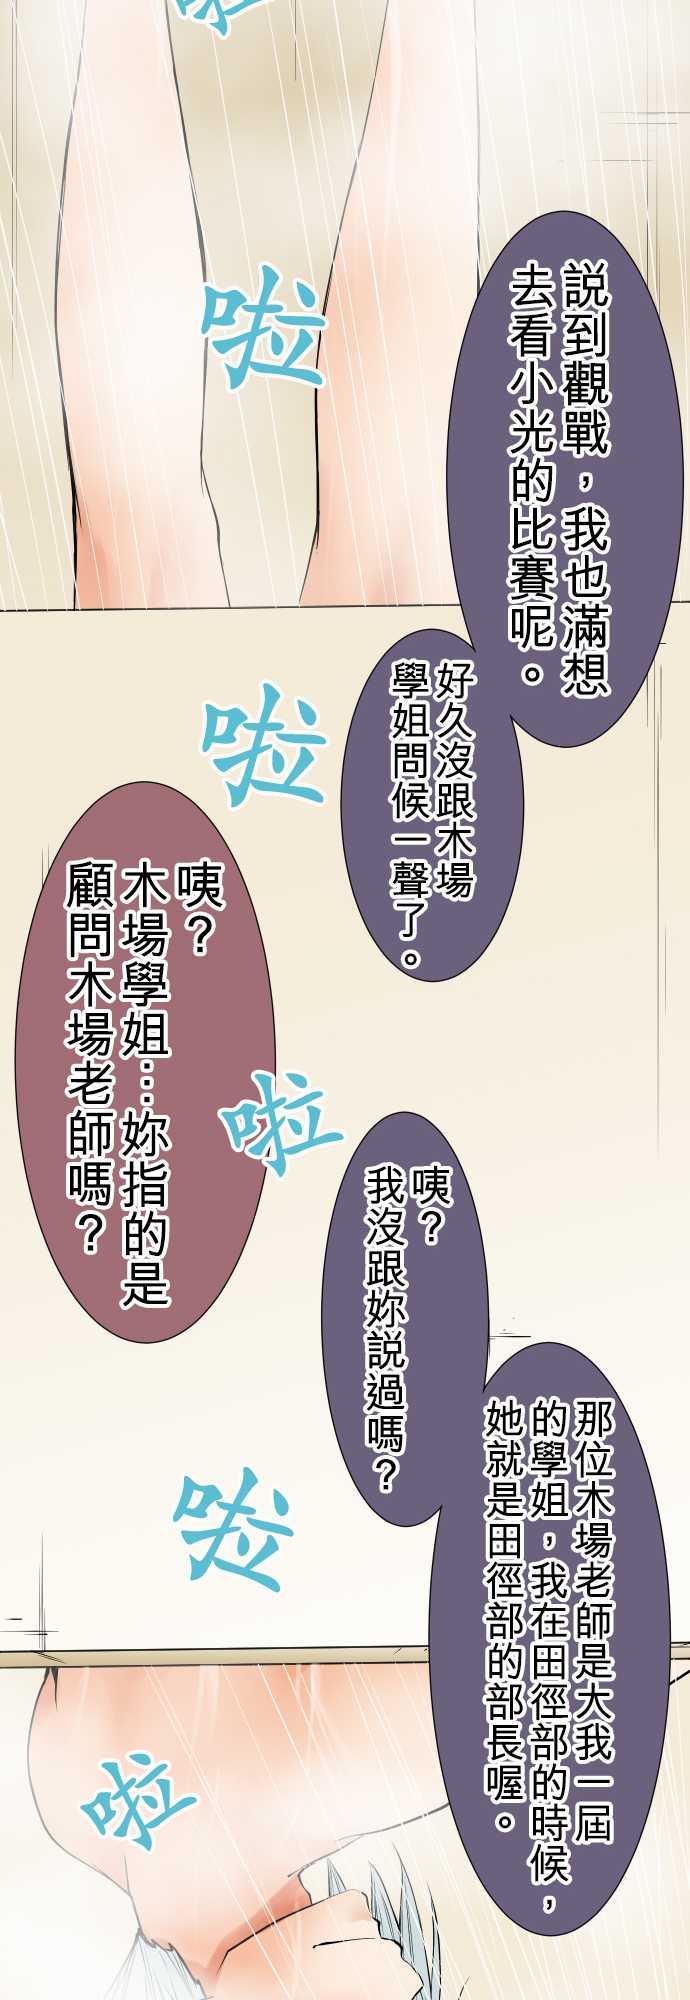 啦
啦
説到觀戰，我也滿想
去看小光的比賽呢。
好久沒跟木場
學姐問候一聲了。
啦
咦？
木場學姐…妳指的是
顧問木場老師嗎？
啦
咦？
我沒跟妳説過嗎？
那位木場老師是大我一屆
的學姐，我在田徑部的時候，
她就是田徑部的部長喔。
啦
啦